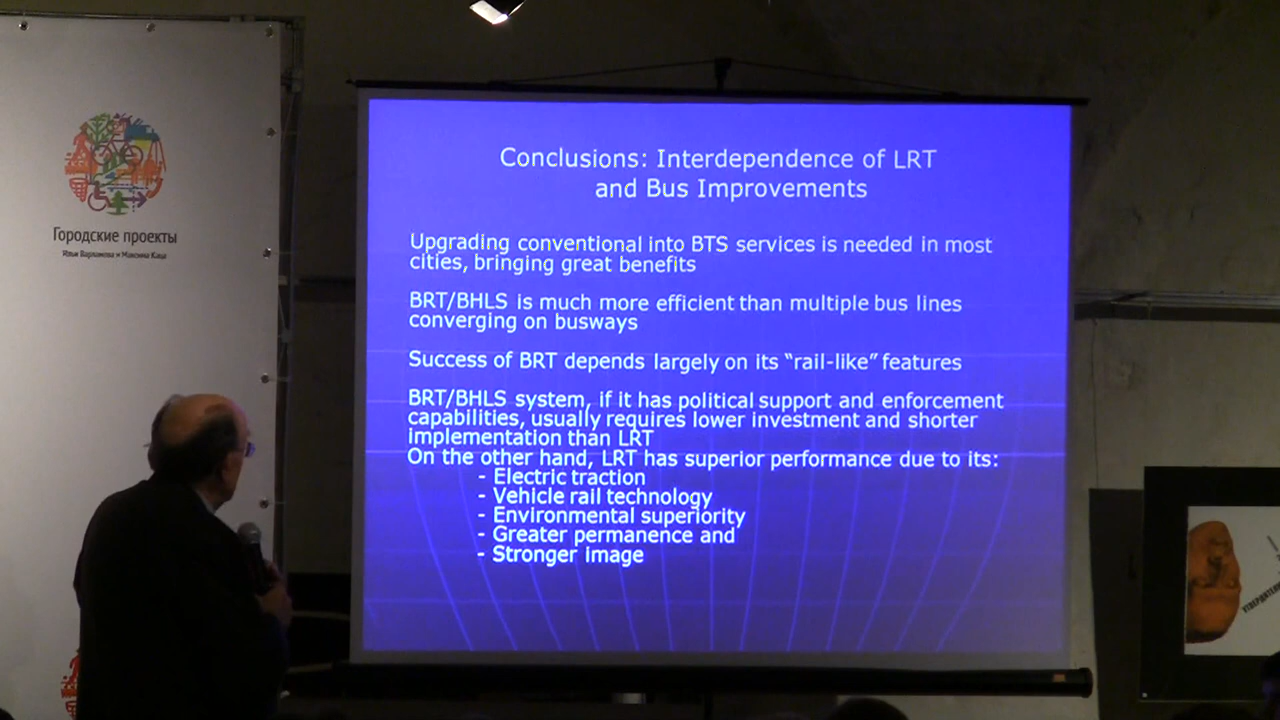 Городские проекты
Ильи Варламова и Максима Каца
Conclusions: Interdependence of LRT
and Bus Improvements
Upgrading conventional into BTS services is needed in most
cities, bringing great benefits
BRT/BHLS is much more efficient than multiple bus lines
converging on busways
Success of BRT depends largely on its “rail-like” features
BRT/BHLS system, if it has political support and enforcement
capabilities, usually requires lower investment and shorter
implementation than LRT
On the other hand, LRT has superior performance due to its:
- Electric traction
- Vehicle rail technology
- Environmental superiority
- Greater permanence and
- Stronger image